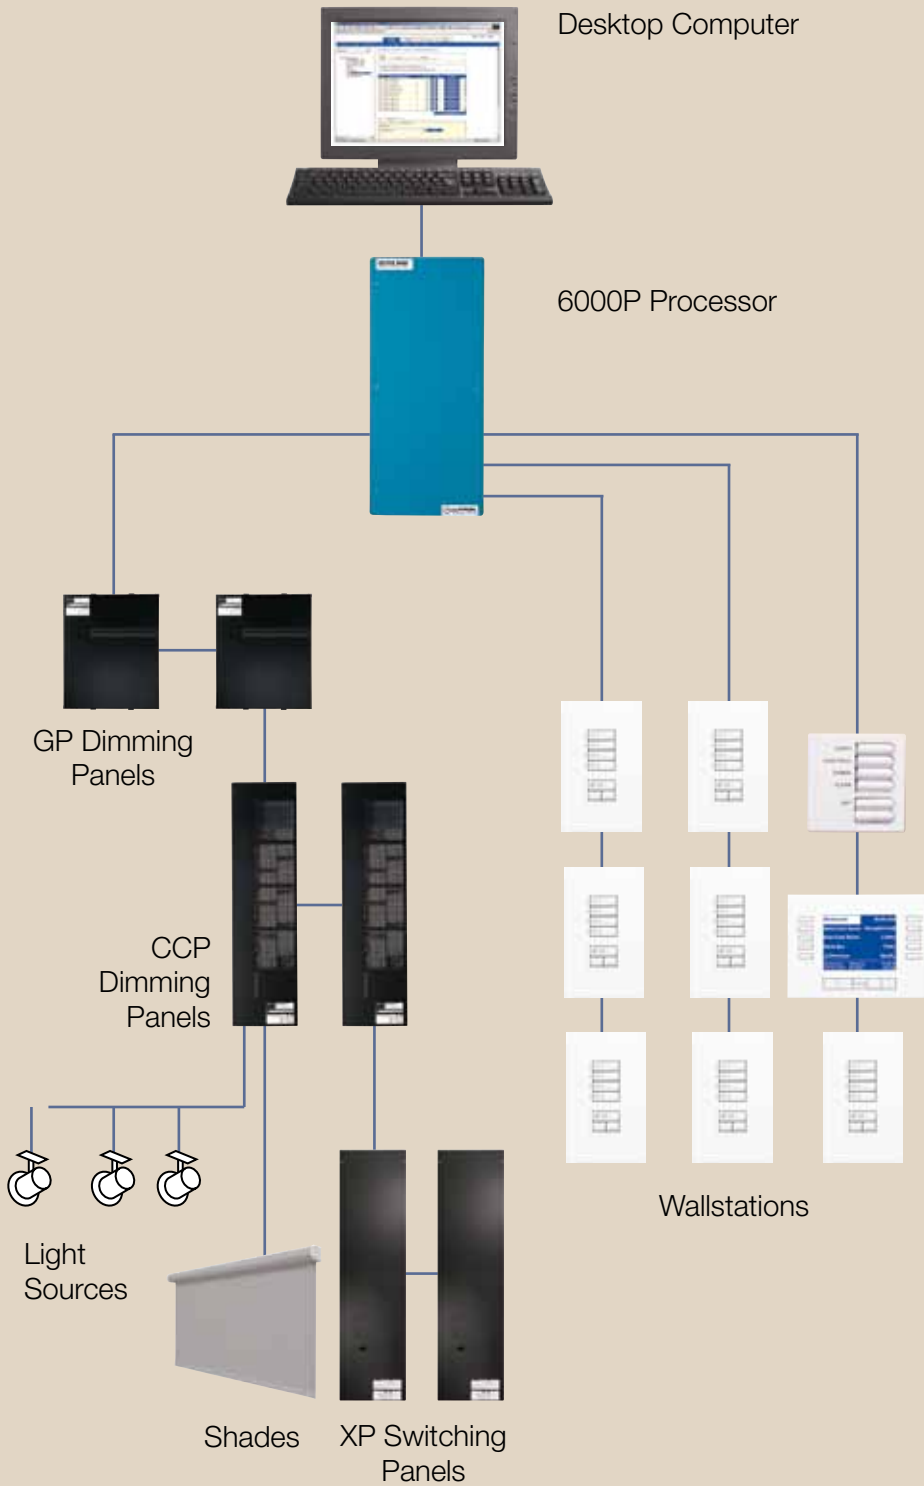 Desktop Computer
6000P Processor
GP Dimming
Panels
CCP
Dimming
Panels
Light
Sources
Shades
XP Switching
Panels
Wallstations